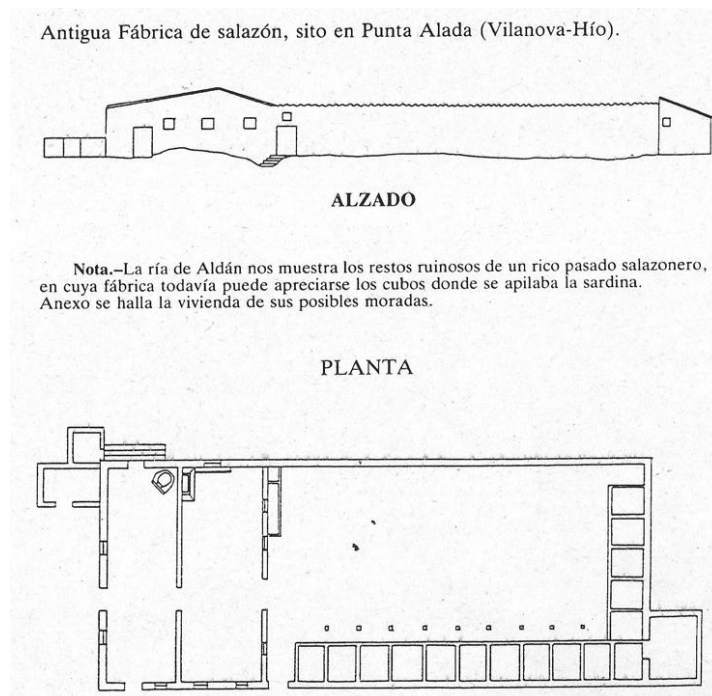 Antigua Fábrica de salazón, sito en Punta Alada (Vilanova-Hío).
ALZADO
Nota.–La ría de Aldán nos muestra los restos ruinosos de un rico pasado salazonero,
en cuya fábrica todavía puede apreciarse los cubos donde se apilaba la sardina.
Anexo se halla la vivienda de sus posibles moradas.
PLANTA